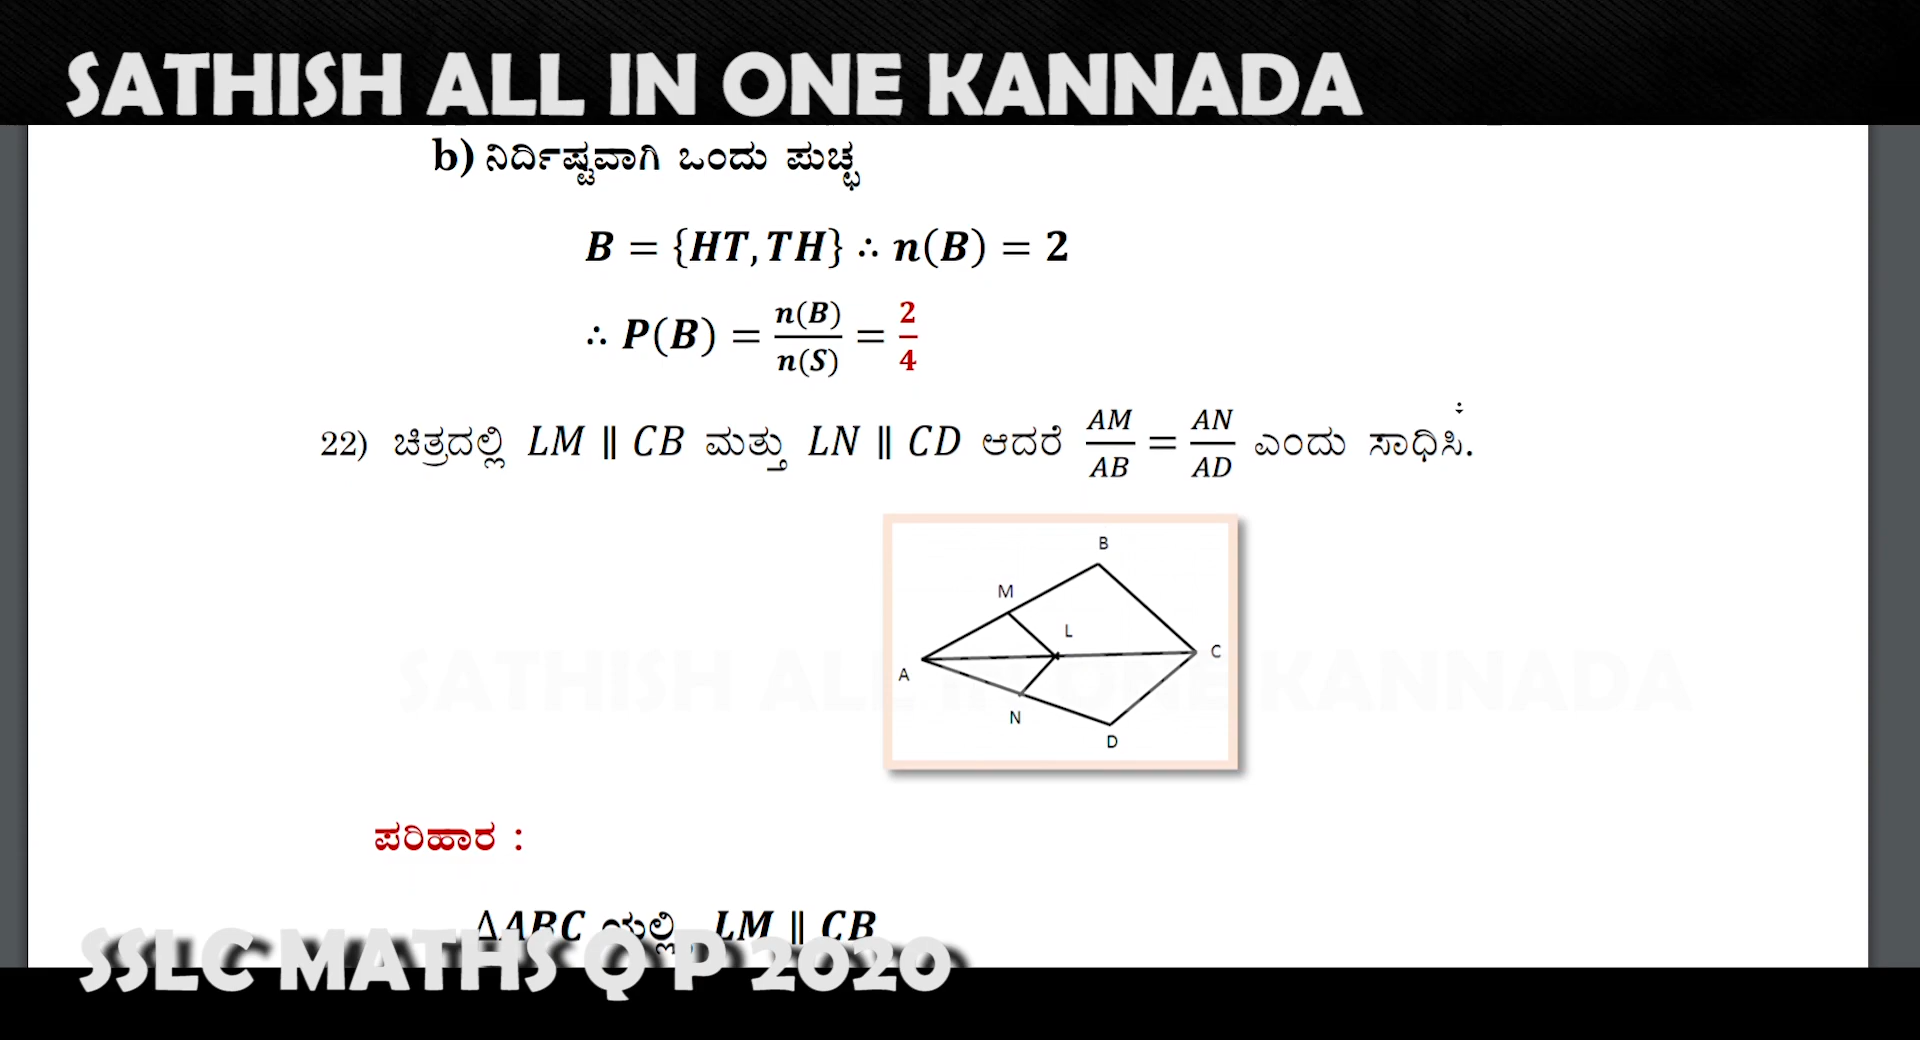 SATHISH ALL IN ONE KANNADA
b) ನಿರ್ದಿಷ್ಟವಾಗಿ ಒಂದು ಪುಚ್ಛ
B = {HT, TH} ∴ n(B) = 2
∴ P(B) = n(B)/n(S) = 2/4
22) ಚಿತ್ರದಲ್ಲಿ LM ∥ CB ಮತ್ತು LN ∥ CD ಆದರೆ AM/AB = AN/AD ಎಂದು ಸಾಧಿಸಿ.
B
M
L
C
A
N
D
SATHISH ALL IN ONE KANNADA
ಪರಿಹಾರ :
ΔABC ಯಲ್ಲಿ LM ∥ CB
SSLC MATHS Q P 2020